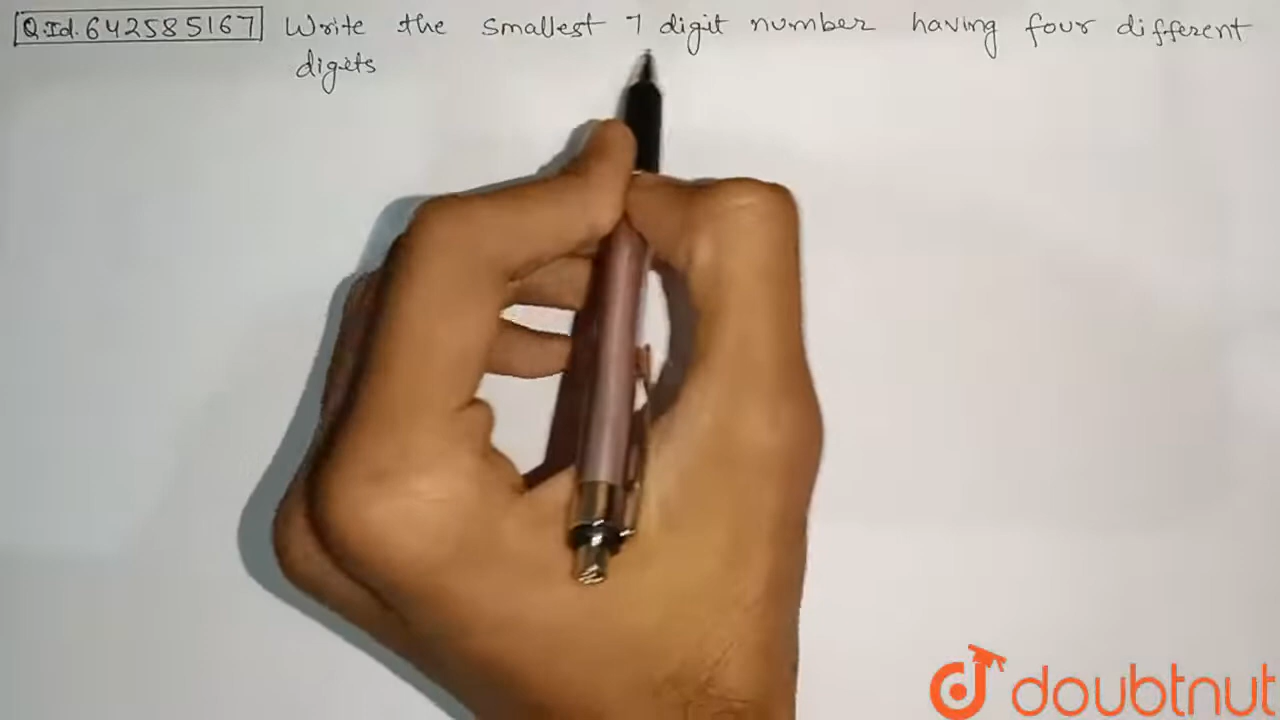 Q.Id. 642585167 Write the smallest 7 digit number having four different
digits
doubtnut